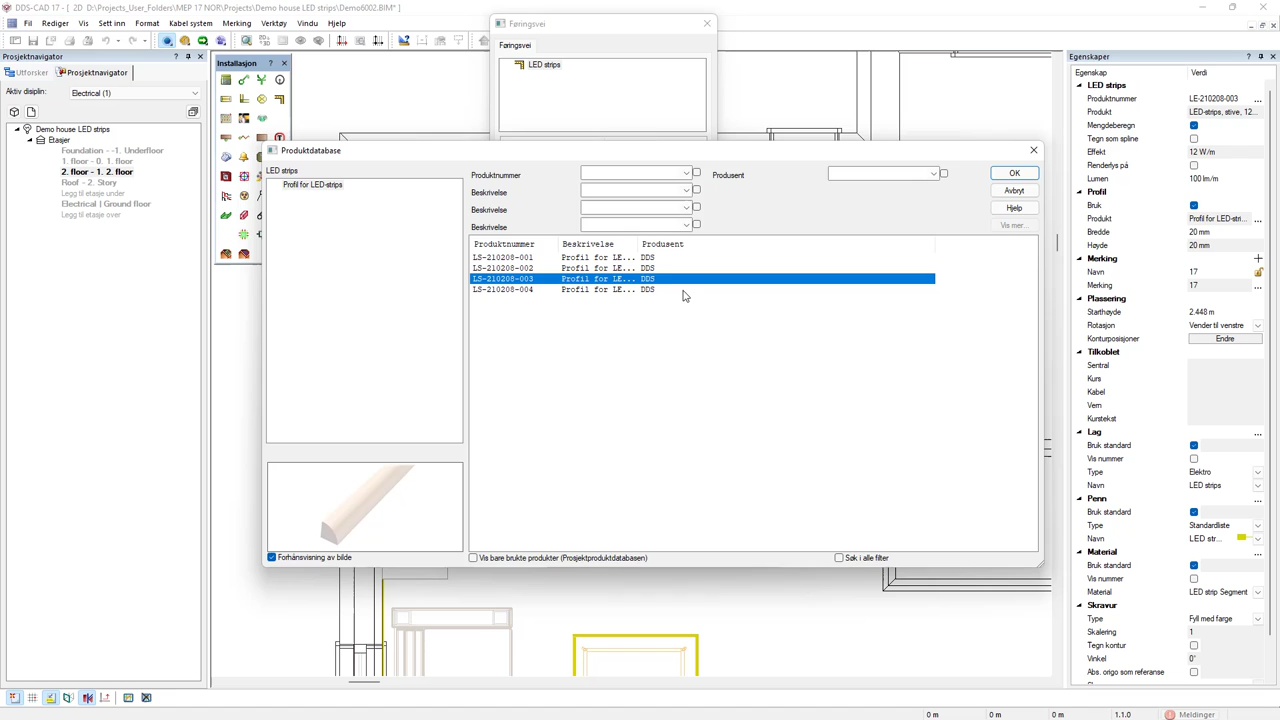 DDS-CAD 17 - [ 2D  D:\Projects_User_Folders\MEP 17 NOR\Projects\Demo house LED strips\Demo6002.BIM*]
Fil Rediger Vis Sett inn Format Kabel system Merking Verktøy Vindu Hjelp
Prosjektnavigator
Utforsker Prosjektnavigator
Aktiv disiplin: Electrical (1)
Demo house LED strips
Etasjer
Foundation - -1. Underfloor
1. floor - 0. 1. floor
2. floor - 1. 2. floor
Roof - 2. Story
Legg til etasje under
Electrical | Ground floor
Legg til etasje over
Installasjon
Føringsvei
Føringsvei
LED strips
Produktdatabase
LED strips
Profil for LED-strips
Produktnummer
Beskrivelse
Beskrivelse
Beskrivelse
Produsent
OK
Avbryt
Hjelp
Vis mer...
Produktnummer Beskrivelse Produsent
LS-210208-001 Profil for LE... DDS
LS-210208-002 Profil for LE... DDS
LS-210208-003 Profil for LE... DDS
LS-210208-004 Profil for LE... DDS
Forhåndsvisning av bilde
Vis bare brukte produkter (Prosjektproduktdatabasen)
Søk i alle filter
Egenskaper
Egenskap Verdi
LED strips
Produktnummer LE-210208-003 ...
Produkt LED-strips, stive, 12... ...
Mengdeberegn
Tegn som spline
Effekt 12 W/m
Renderlys på
Lumen 100 lm/m
Profil
Bruk
Produkt Profil for LED-stri... ...
Bredde 20 mm
Høyde 20 mm
Merking
Navn 17
Merking 17
Plassering
Starthøyde 2.448 m
Rotasjon Vender til venstre
Konturposisjoner Endre
Tilkoblet
Sentral
Kurs
Kabel
Vern
Kurstekst
Lag ...
Bruk standard
Vis nummer
Type Elektro
Navn LED strips
Penn ...
Bruk standard
Type Standardliste
Navn LED str...
Material ...
Bruk standard
Vis nummer
Material LED strip Segment
Skravur
Type Fyll med farge
Skalering 1
Tegn kontur
Vinkel 0°
Abs. origo som referanse
0 m 0 m 0 m 1.1.0 Meldinger